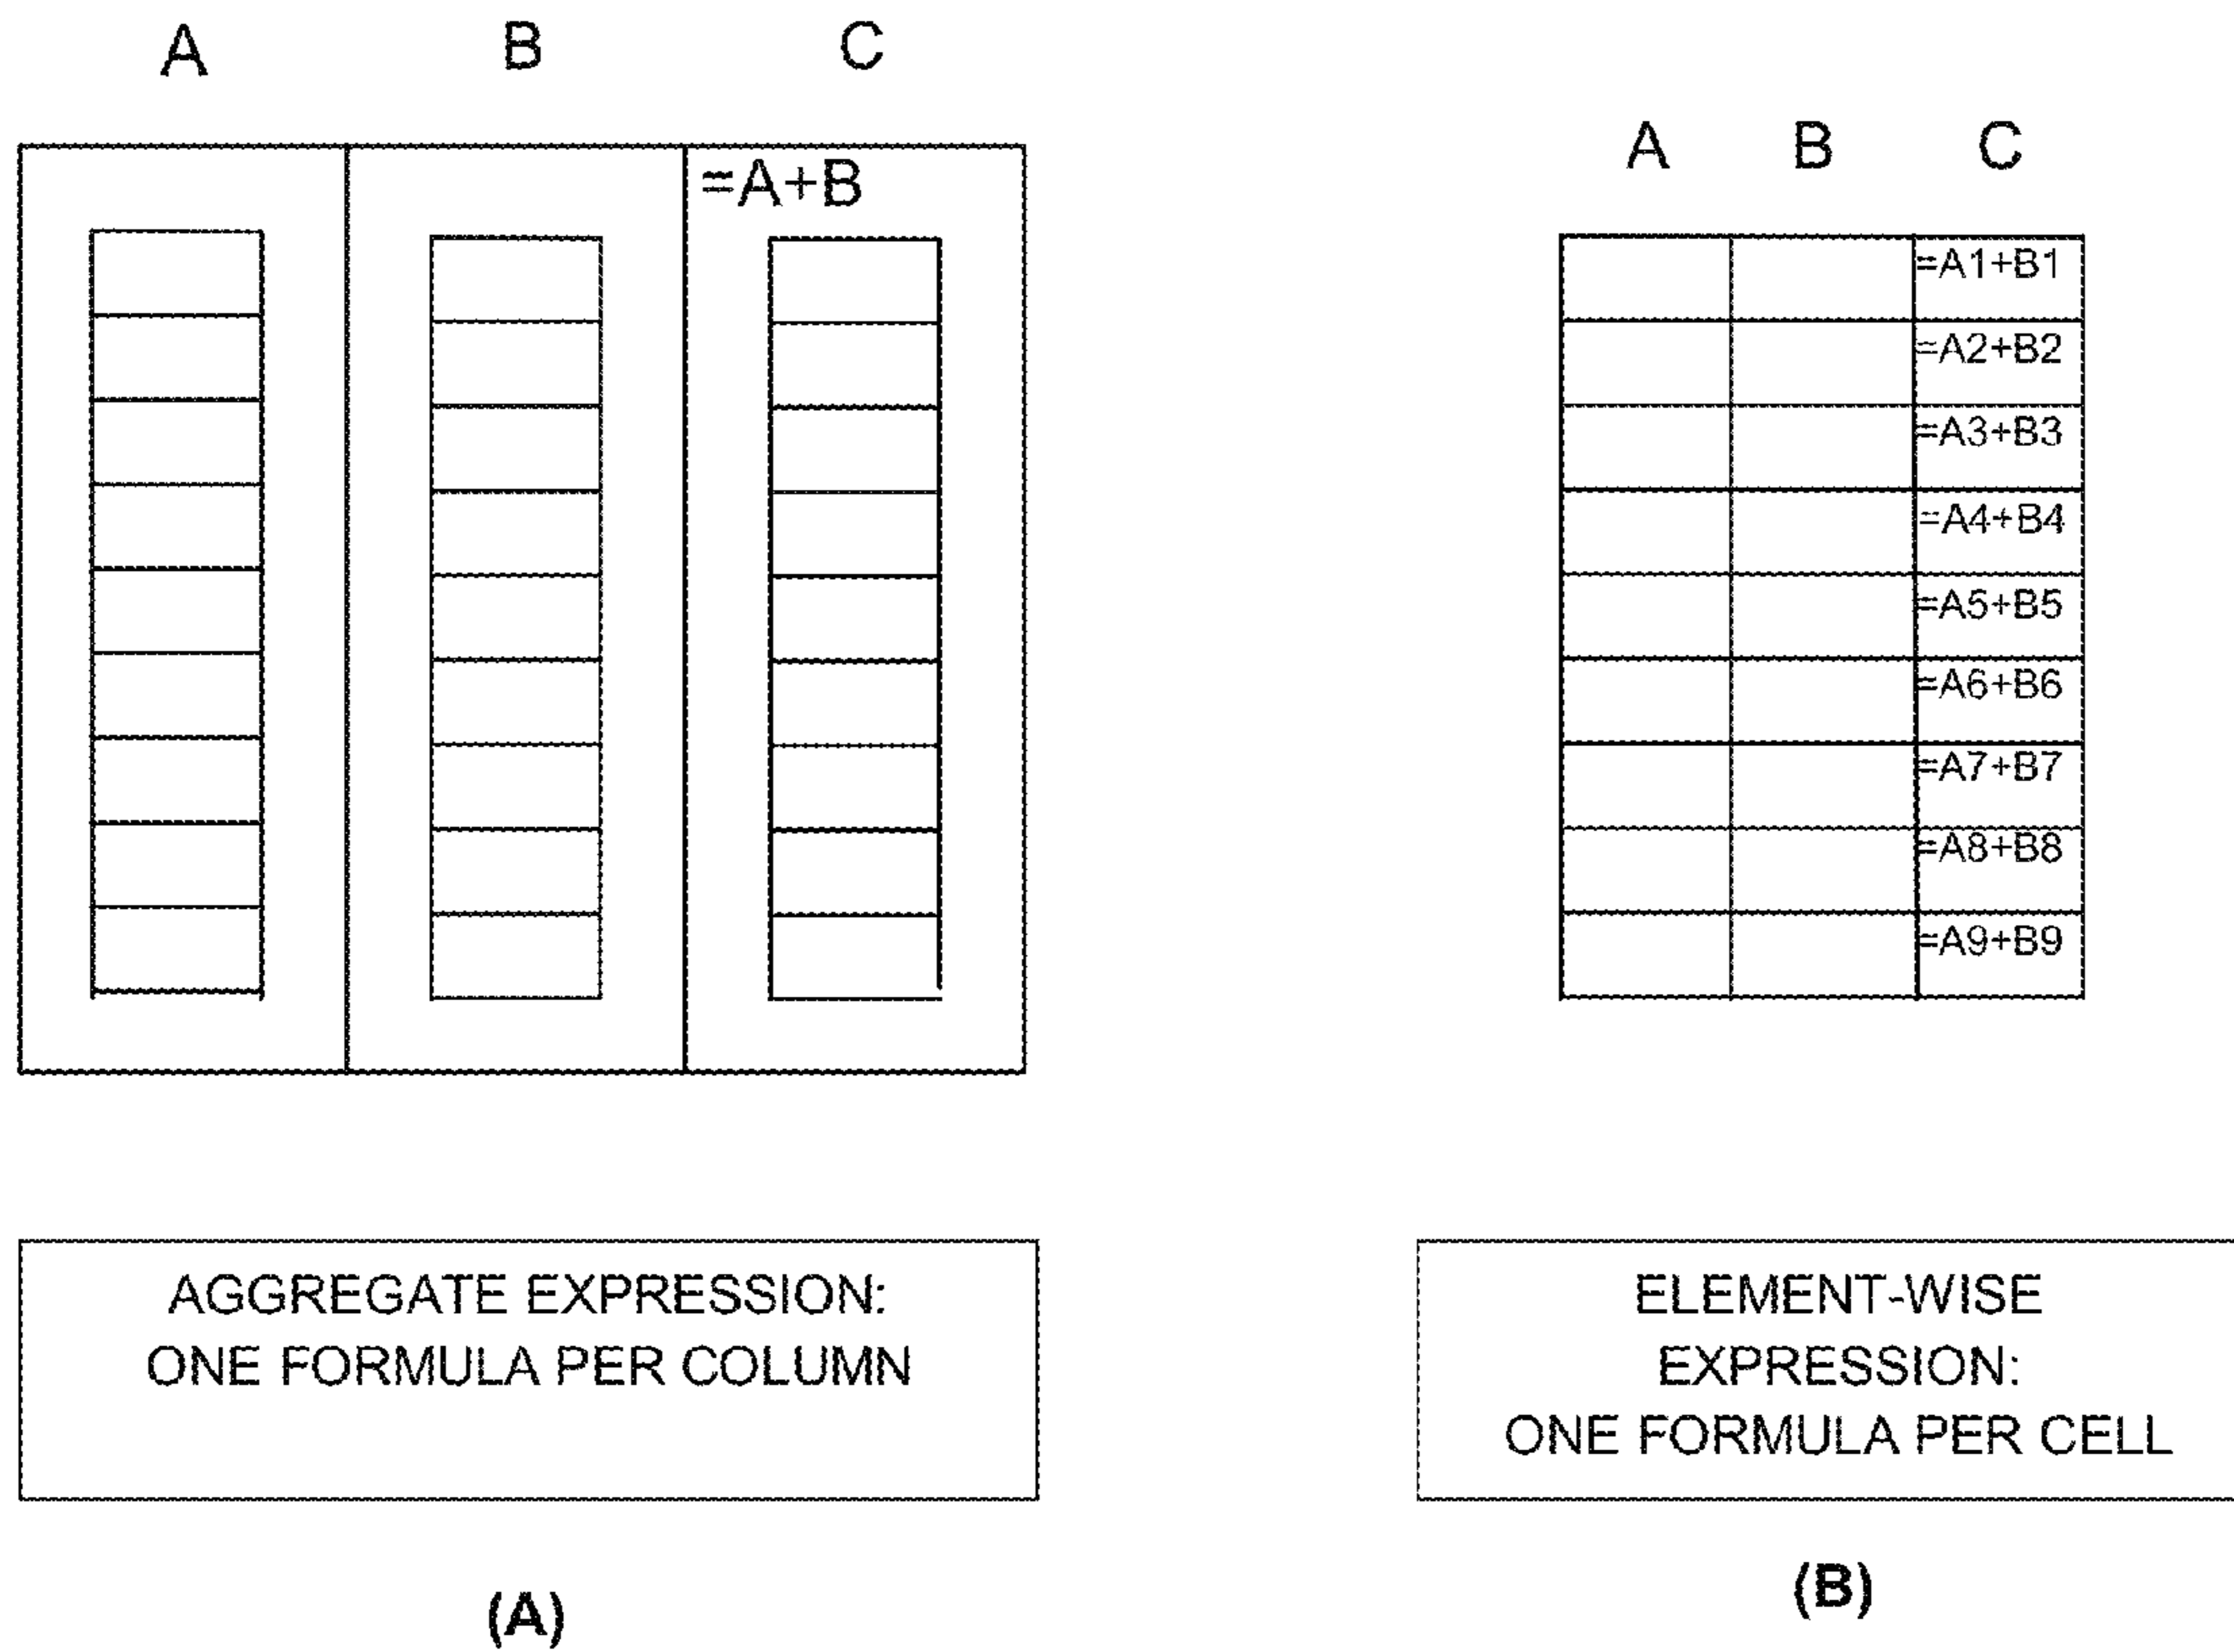 A B C
=A+B
AGGREGATE EXPRESSION:
ONE FORMULA PER COLUMN
(A)
A B C
=A1+B1
=A2+B2
=A3+B3
=A4+B4
=A5+B5
=A6+B6
=A7+B7
=A8+B8
=A9+B9
ELEMENT-WISE
EXPRESSION:
ONE FORMULA PER CELL
(B)